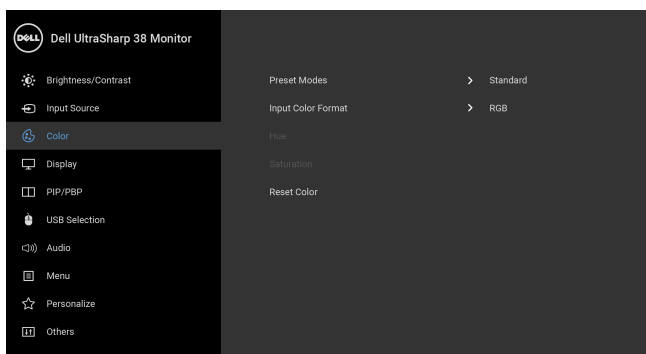 DELL Dell UltraSharp 38 Monitor
Brightness/Contrast
Input Source
Color
Display
PIP/PBP
USB Selection
Audio
Menu
Personalize
Others
Preset Modes > Standard
Input Color Format > RGB
Hue
Saturation
Reset Color